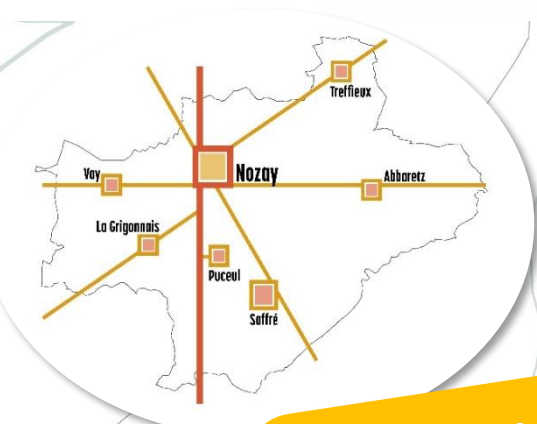 Treffieux
Nozay
Vay
Abbaretz
La Grigonnais
Puceul
Saffré